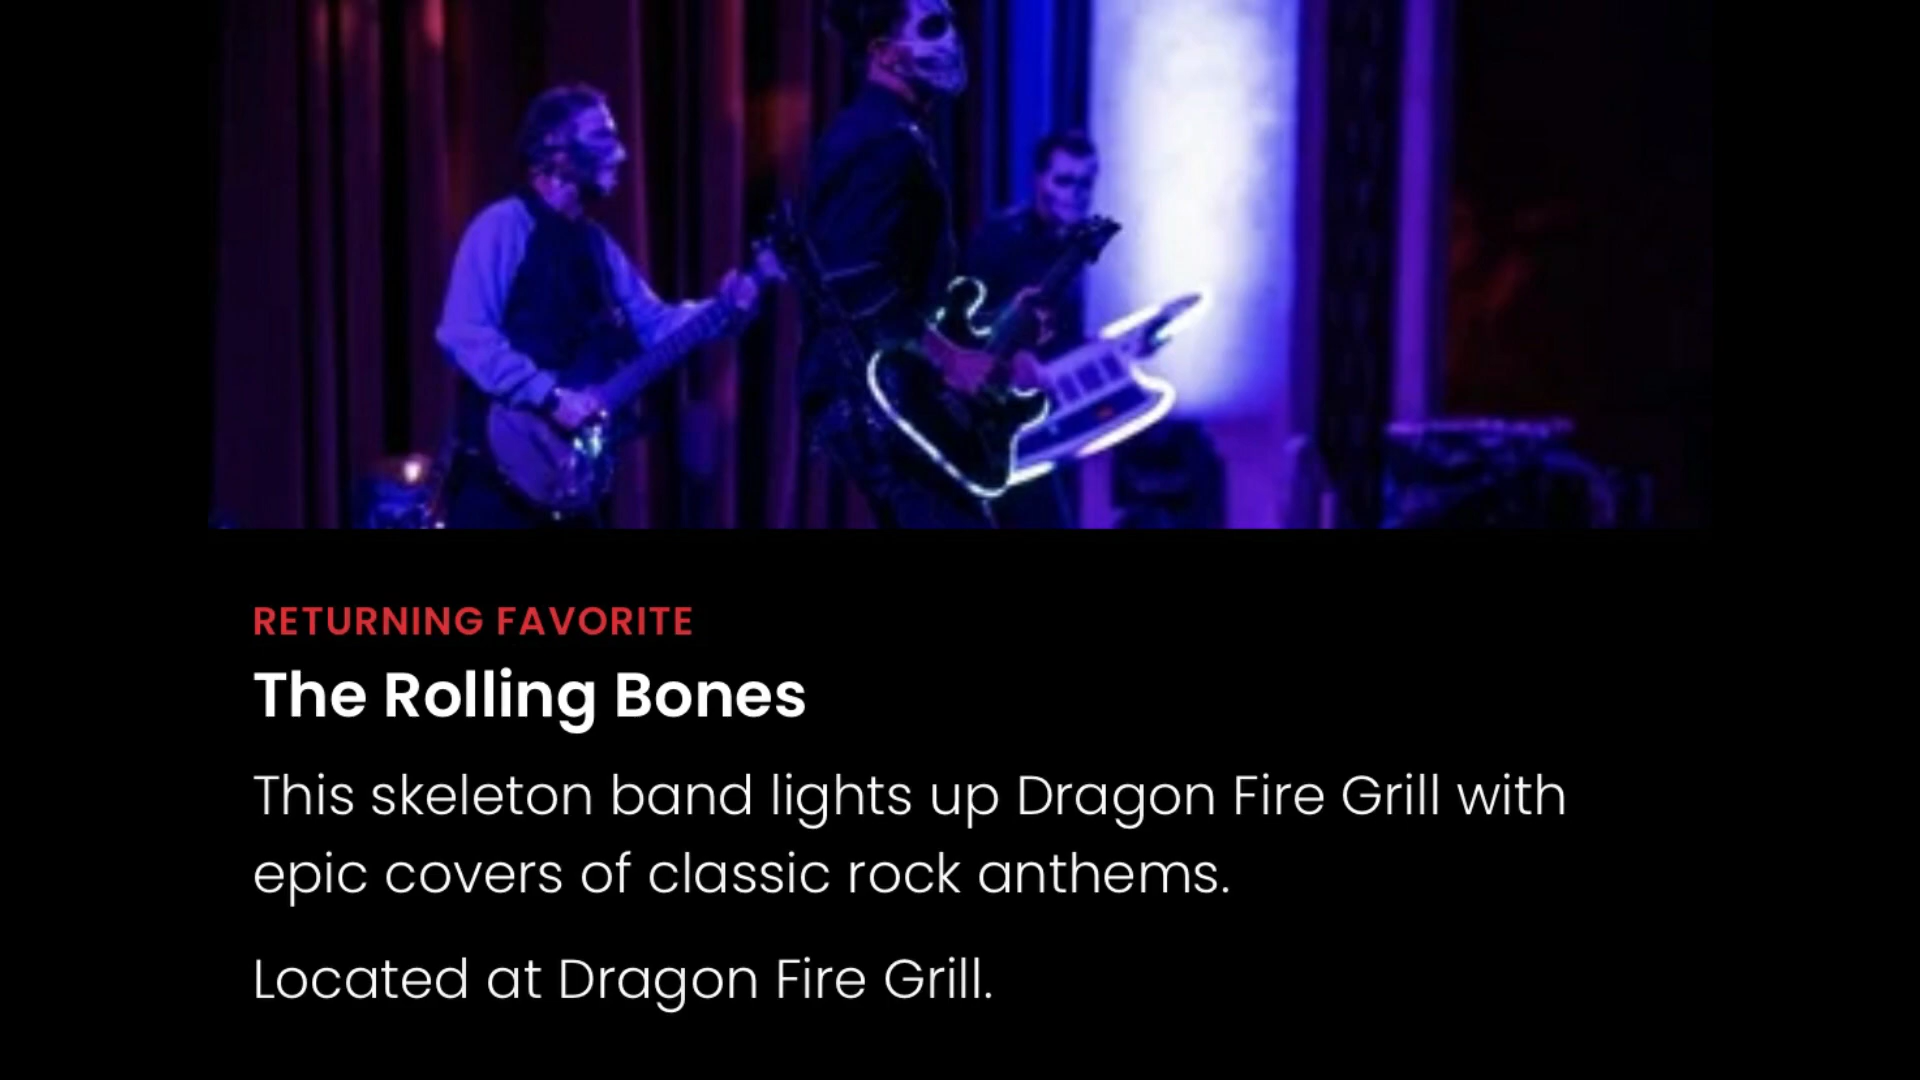 RETURNING FAVORITE
The Rolling Bones
This skeleton band lights up Dragon Fire Grill with
epic covers of classic rock anthems.
Located at Dragon Fire Grill.